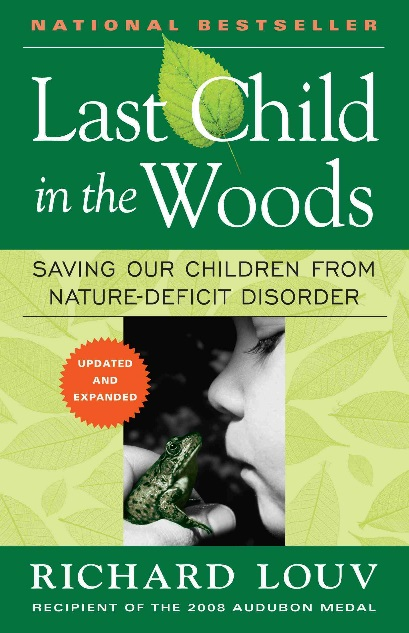 NATIONAL BESTSELLER
Last Child
in the Woods
SAVING OUR CHILDREN FROM
NATURE-DEFICIT DISORDER
UPDATED
AND
EXPANDED
RICHARD LOUV
RECIPIENT OF THE 2008 AUDUBON MEDAL